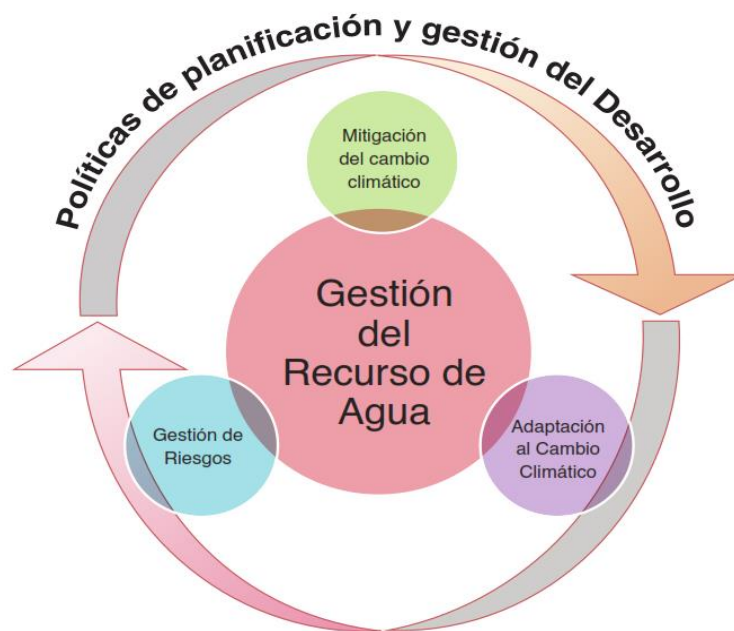 Políticas de planificación y gestión del Desarrollo
Mitigación
del cambio
climático
Gestión
del
Recurso de
Agua
Gestión de
Riesgos
Adaptación
al Cambio
Climático